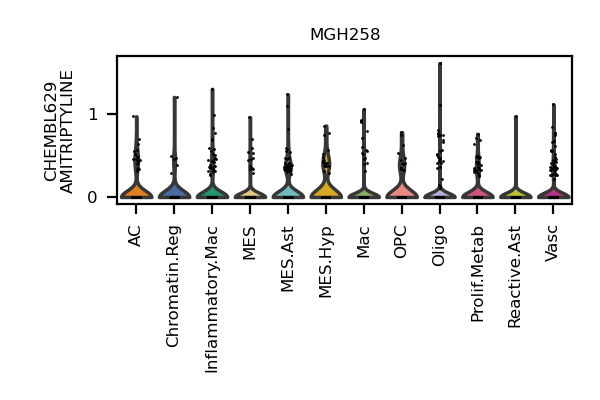 MGH258
CHEMBL629
AMITRIPTYLINE
1
0
AC
Chromatin.Reg
Inflammatory.Mac
MES
MES.Ast
MES.Hyp
Mac
OPC
Oligo
Prolif.Metab
Reactive.Ast
Vasc